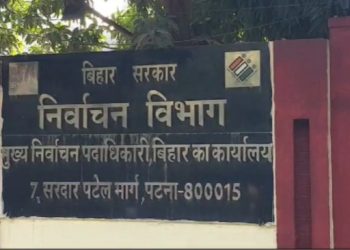 बिहार सरकार
निर्वाचन विभाग
मुख्य निर्वाचन पदाधिकारी,बिहार का कार्यालय
7, सरदार पटेल मार्ग, पटना-800015